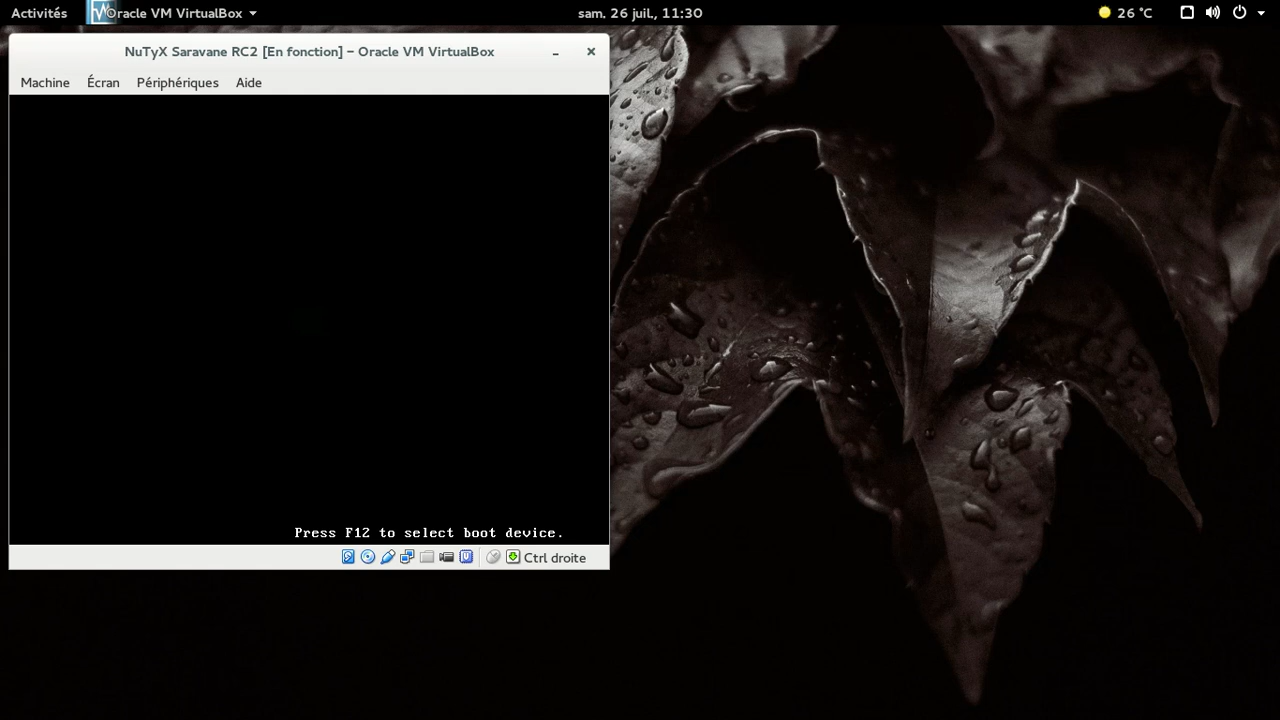 Activités
Oracle VM VirtualBox
sam. 26 juil., 11:30
26 °C
NuTyX Saravane RC2 [En fonction] – Oracle VM VirtualBox
Machine Écran Périphériques Aide
Press F12 to select boot device.
Ctrl droite